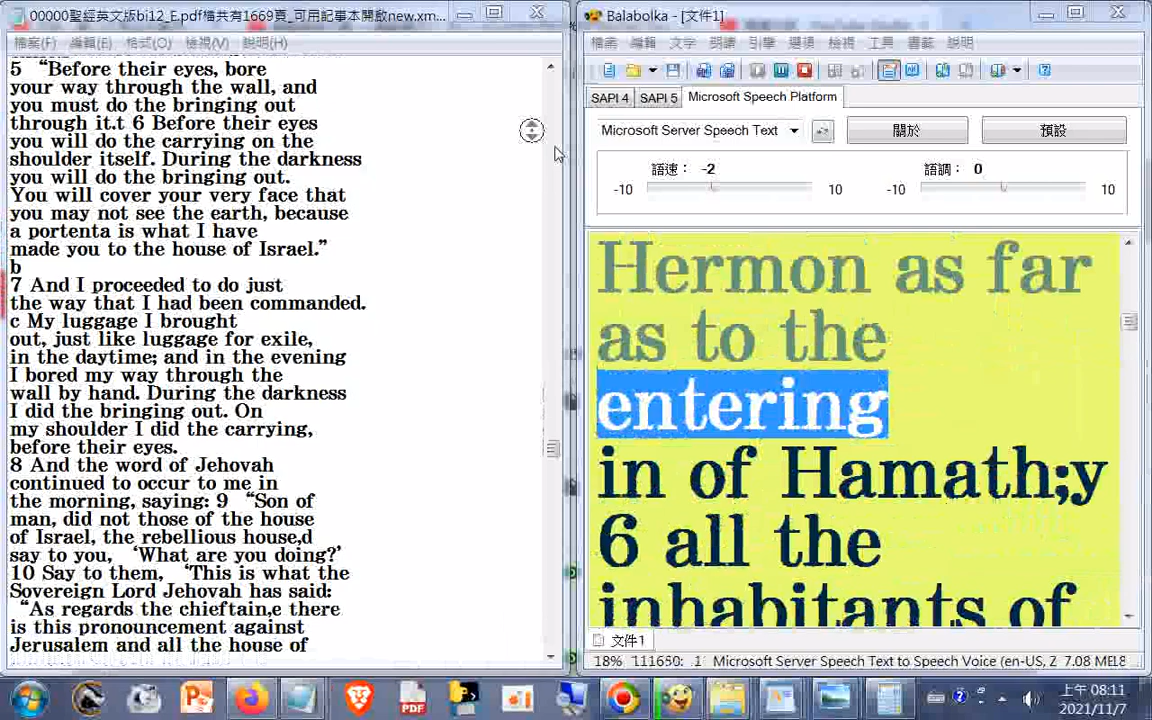 00000聖經英文版bi12_E.pdf檔共有1669頁_可用記事本開啟new.xm...
檔案(F) 編輯(E) 格式(O) 檢視(V) 說明(H)
5 “Before their eyes, bore
your way through the wall, and
you must do the bringing out
through it.t 6 Before their eyes
you will do the carrying on the
shoulder itself. During the darkness
you will do the bringing out.
You will cover your very face that
you may not see the earth, because
a portenta is what I have
made you to the house of Israel.”
b
7 And I proceeded to do just
the way that I had been commanded.
c My luggage I brought
out, just like luggage for exile,
in the daytime; and in the evening
I bored my way through the
wall by hand. During the darkness
I did the bringing out. On
my shoulder I did the carrying,
before their eyes.
8 And the word of Jehovah
continued to occur to me in
the morning, saying: 9 “Son of
man, did not those of the house
of Israel, the rebellious house,d
say to you, ‘What are you doing?’
10 Say to them, ‘This is what the
Sovereign Lord Jehovah has said:
“As regards the chieftain,e there
is this pronouncement against
Jerusalem and all the house of
Balabolka - [文件1]
檔案 編輯 文字 朗讀 引擎 選項 檢視 工具 書籤 說明
SAPI 4 SAPI 5 Microsoft Speech Platform
Microsoft Server Speech Text 關於 預設
語速： -2 語調： 0
-10 10 -10 10
Hermon as far
as to the
entering
in of Hamath;y
6 all the
inhabitants of
文件1
18% 111650: Microsoft Server Speech Text to Speech Voice (en-US, Z 7.08 МБ
上午 08:11
2021/11/7